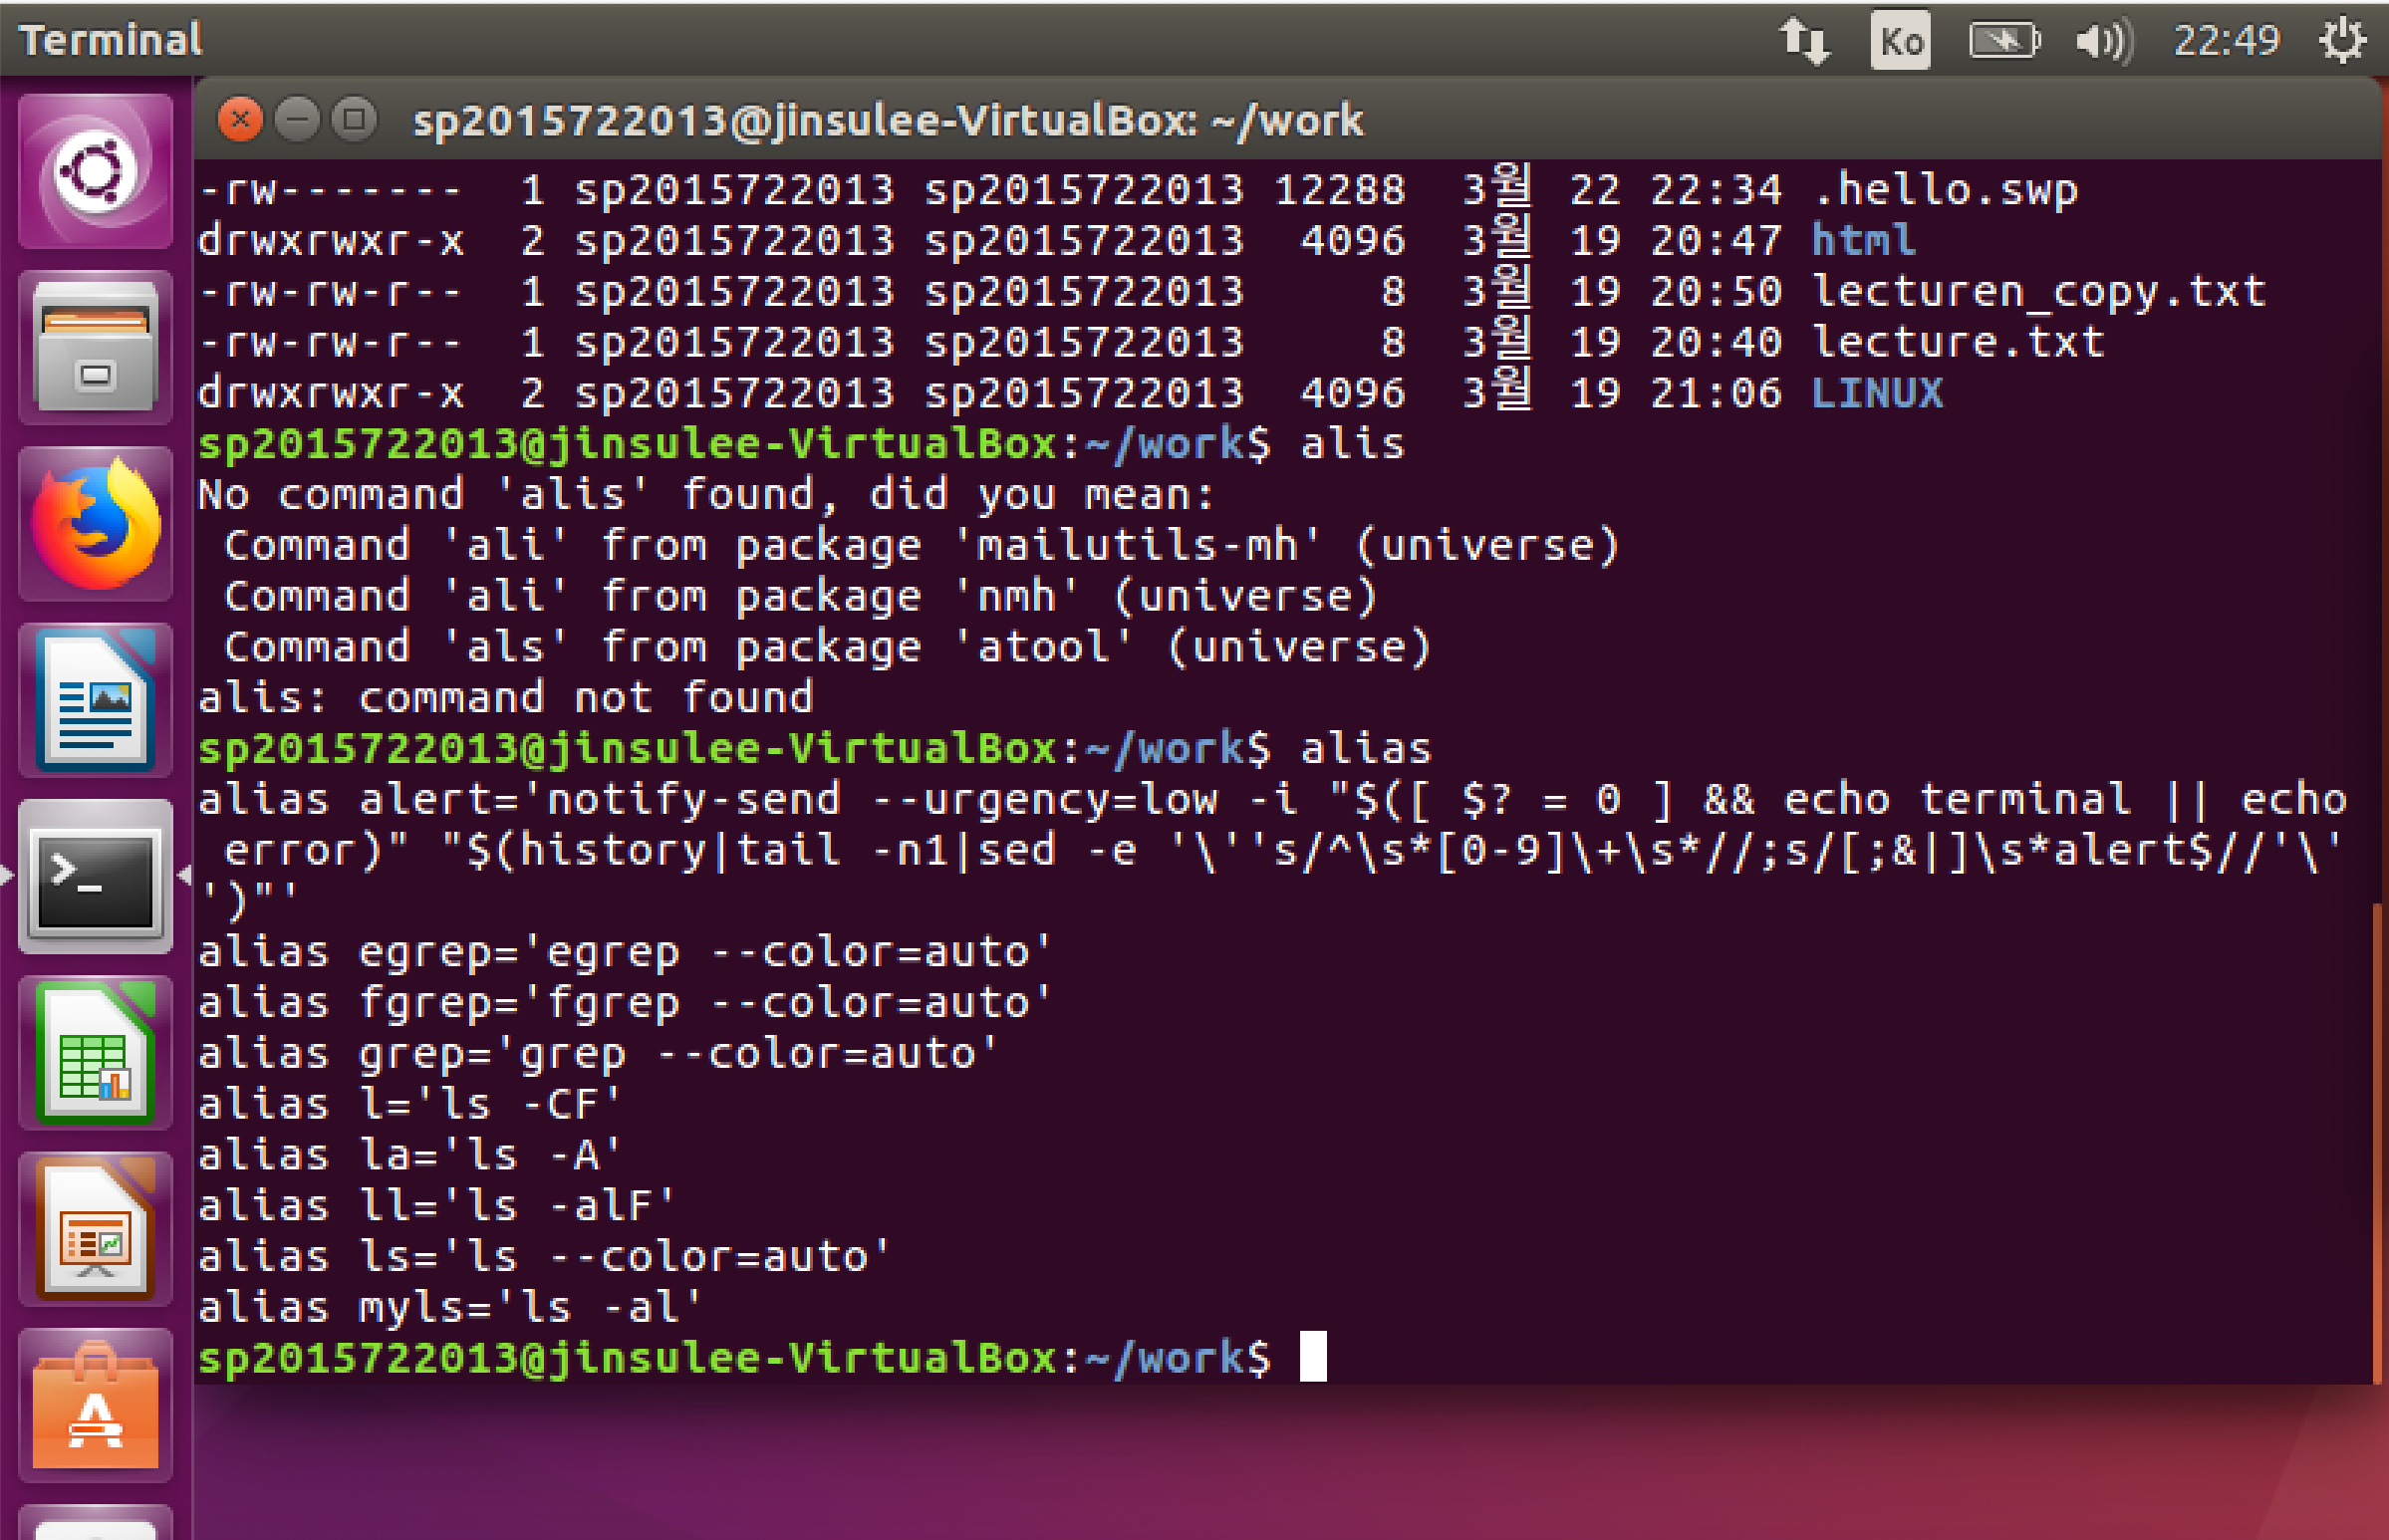 Terminal
Ko
22:49
sp2015722013@jinsulee-VirtualBox: ~/work
-rw-------  1 sp2015722013 sp2015722013 12288  3월 22 22:34 .hello.swp
drwxrwxr-x  2 sp2015722013 sp2015722013  4096  3월 19 20:47 html
-rw-rw-r--  1 sp2015722013 sp2015722013     8  3월 19 20:50 lecturen_copy.txt
-rw-rw-r--  1 sp2015722013 sp2015722013     8  3월 19 20:40 lecture.txt
drwxrwxr-x  2 sp2015722013 sp2015722013  4096  3월 19 21:06 LINUX
sp2015722013@jinsulee-VirtualBox:~/work$ alis
No command 'alis' found, did you mean:
 Command 'ali' from package 'mailutils-mh' (universe)
 Command 'ali' from package 'nmh' (universe)
 Command 'als' from package 'atool' (universe)
alis: command not found
sp2015722013@jinsulee-VirtualBox:~/work$ alias
alias alert='notify-send --urgency=low -i "$([ $? = 0 ] && echo terminal || echo
 error)" "$(history|tail -n1|sed -e '\''s/^\s*[0-9]\+\s*//;s/[;&|]\s*alert$//'\'
')"'
alias egrep='egrep --color=auto'
alias fgrep='fgrep --color=auto'
alias grep='grep --color=auto'
alias l='ls -CF'
alias la='ls -A'
alias ll='ls -alF'
alias ls='ls --color=auto'
alias myls='ls -al'
sp2015722013@jinsulee-VirtualBox:~/work$